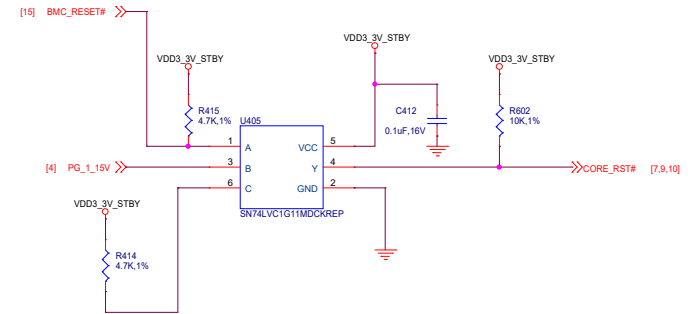 [15] BMC_RESET#
VDD3_3V_STBY
VDD3_3V_STBY
VDD3_3V_STBY
R415
4.7K,1%
C412
0.1uF,16V
R602
10K,1%
U405
1 A VCC 5
[4] PG_1_15V 3 B Y 4 CORE_RST# [7,9,10]
6 C GND 2
SN74LVC1G11MDCKREP
VDD3_3V_STBY
R414
4.7K,1%